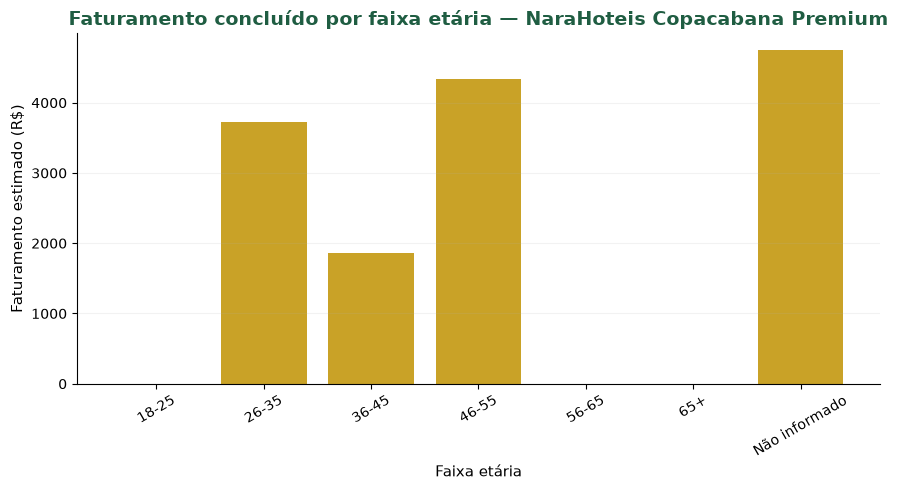 Faturamento concluído por faixa etária — NaraHoteis Copacabana Premium
Faturamento estimado (R$)
4000
3000
2000
1000
0
18-25
26-35
36-45
46-55
56-65
65+
Não informado
Faixa etária